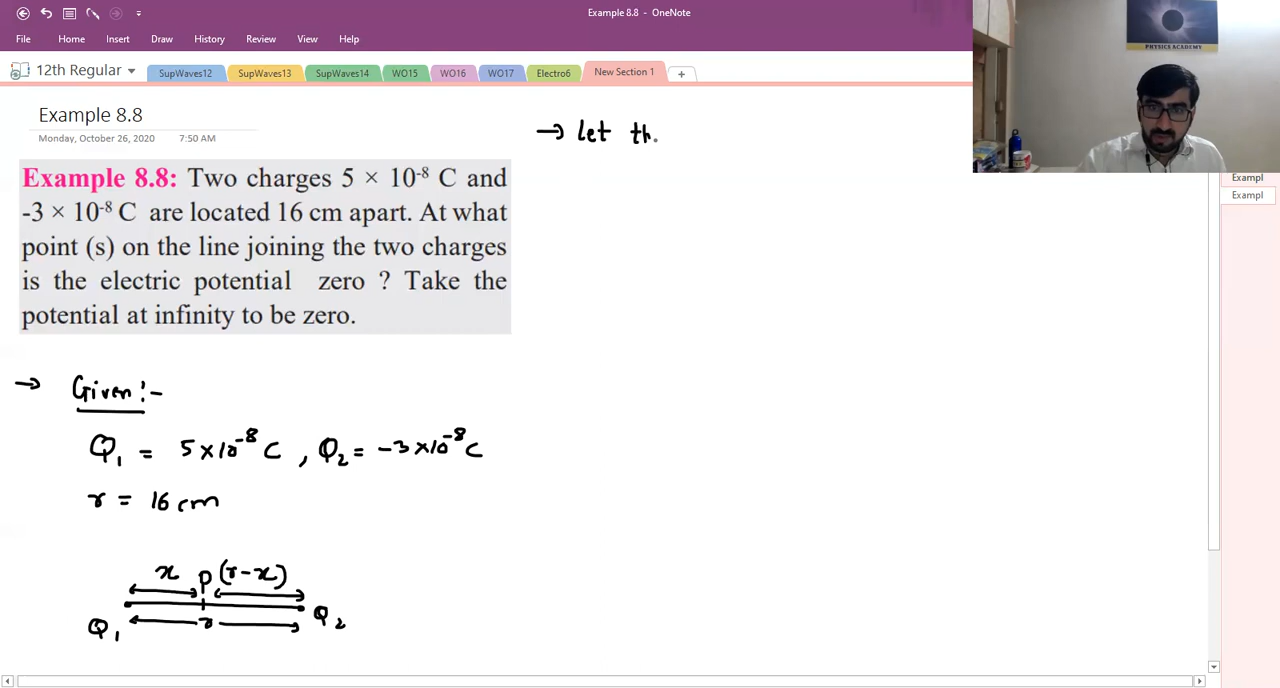 Example 8.8 - OneNote
File Home Insert Draw History Review View Help
12th Regular SupWaves12 SupWaves13 SupWaves14 WO15 WO16 WO17 Electro6 New Section 1
PHYSICS ACADEMY
Exampl
Exampl
Example 8.8
Monday, October 26, 2020 7:50 AM
Example 8.8: Two charges 5 × 10⁻⁸ C and
-3 × 10⁻⁸ C are located 16 cm apart. At what
point (s) on the line joining the two charges
is the electric potential zero ? Take the
potential at infinity to be zero.
→ Given :-
Q₁ = 5×10⁻⁸ C , Q₂ = -3×10⁻⁸ C
r = 16 cm
x P (r-x)
Q₁ r Q₂
→ let th